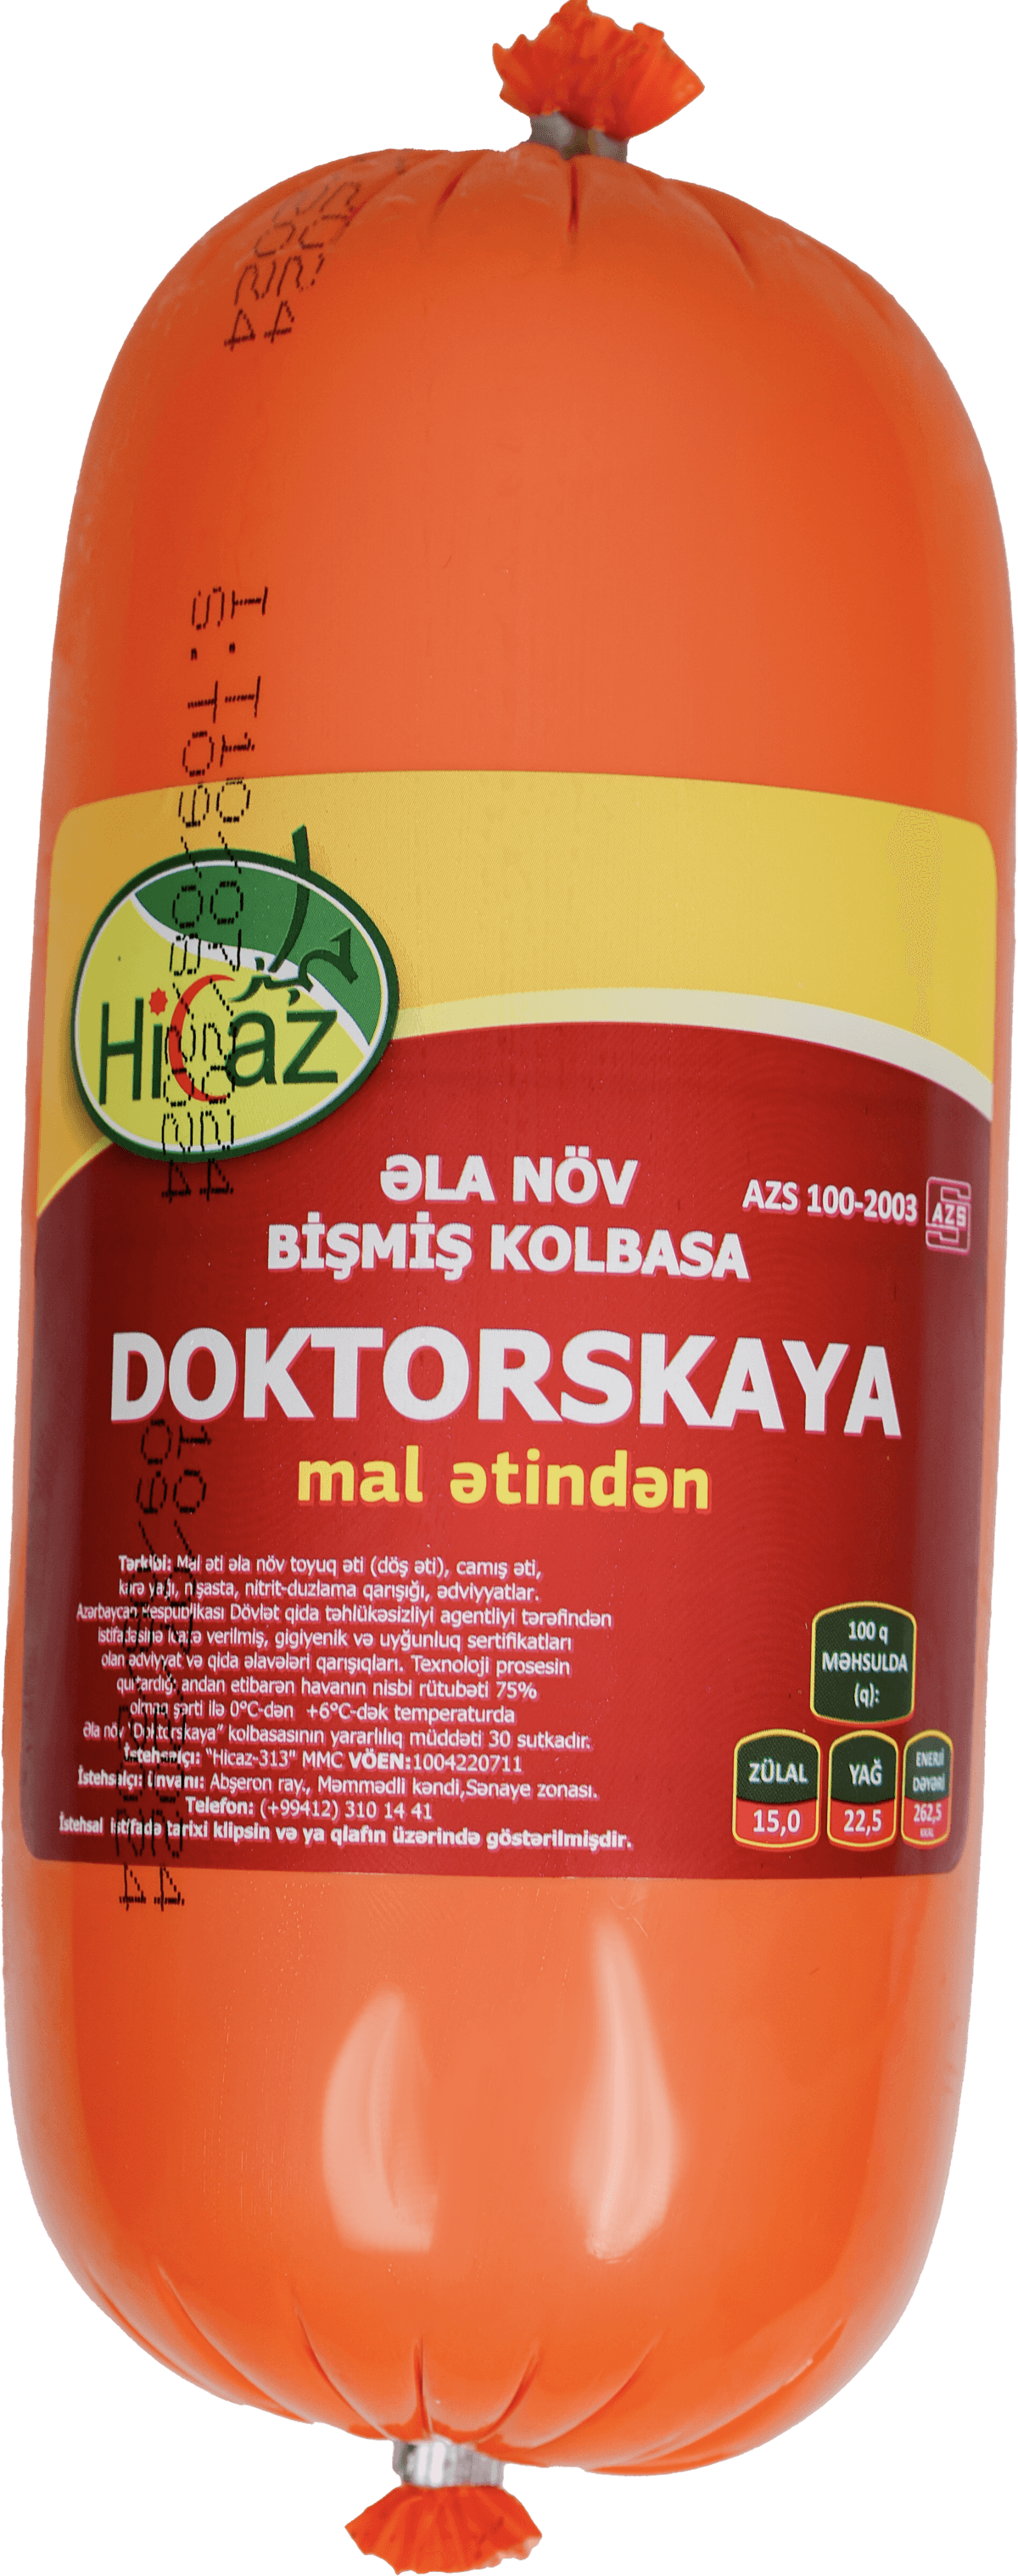 Hicaz
ƏLA NÖV
BİŞMİŞ KOLBASA
AZS 100-2003
AZS
DOKTORSKAYA
mal ətindən
Tərkibi: Mal əti əla növ toyuq əti (döş əti), camış əti,
kərə yağı, nişasta, nitrit-duzlama qarışığı, ədviyyatlar.
Azərbaycan Respublikası Dövlət qida təhlükəsizliyi agentliyi tərəfindən
istifadəsinə icazə verilmiş, gigiyenik və uyğunluq sertifikatları
olan ədviyyat və qida əlavələri qarışıqları. Texnoloji prosesin
qurtardığı andan etibarən havanın nisbi rütubəti 75%
olmaq şərti ilə 0°C-dən +6°C-dək temperaturda
Əla növ "Doktorskaya" kolbasasının yararlılıq müddəti 30 sutkadir.
İstehsalçı: "Hicaz-313" MMC VÖEN:1004220711
İstehsalçı ünvanı: Abşeron ray., Məmmədli kəndi,Sənaye zonası.
Telefon: (+99412) 310 14 41
İstehsal istifadə tarixi klipsin və ya qlafın üzərində göstərilmişdir.
100 q
MƏHSULDA
(q):
ZÜLAL
15,0
YAĞ
22,5
ENERJİ
DƏYƏRİ
262,5
KKAL